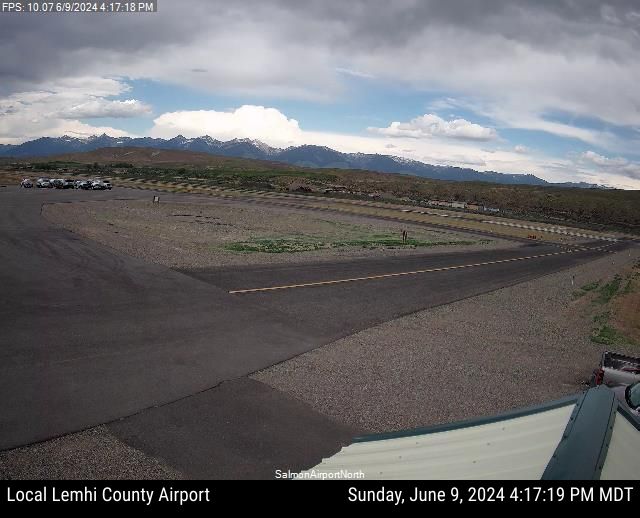 FPS: 10.07 6/9/2024 4:17:18 PM
SalmonAirportNorth
Local Lemhi County Airport Sunday, June 9, 2024 4:17:19 PM MDT